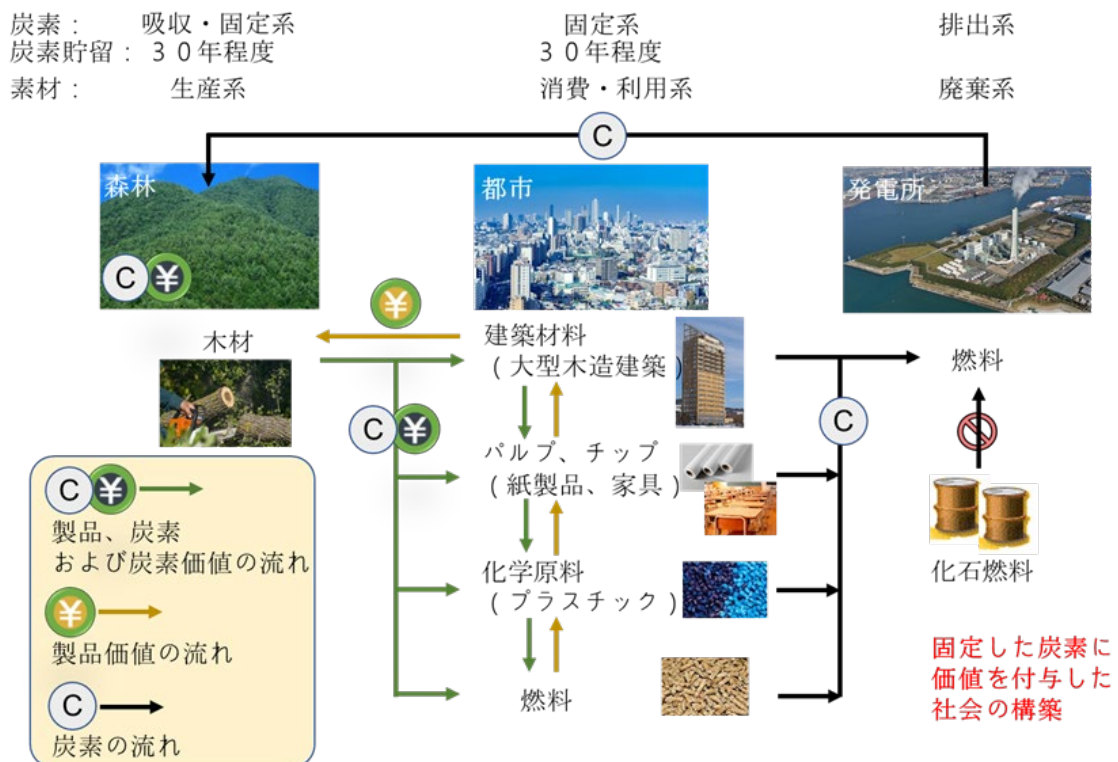 炭素： 吸収・固定系 固定系 排出系
炭素貯留：３０年程度 ３０年程度
素材： 生産系 消費・利用系 廃棄系
C
森林
都市
発電所
C ¥
¥
木材
建築材料
（大型木造建築）
燃料
C ¥
C
パルプ、チップ
（紙製品、家具）
化学原料
（プラスチック）
燃料
化石燃料
C ¥
製品、炭素
および炭素価値の流れ
¥
製品価値の流れ
C
炭素の流れ
固定した炭素に
価値を付与した
社会の構築